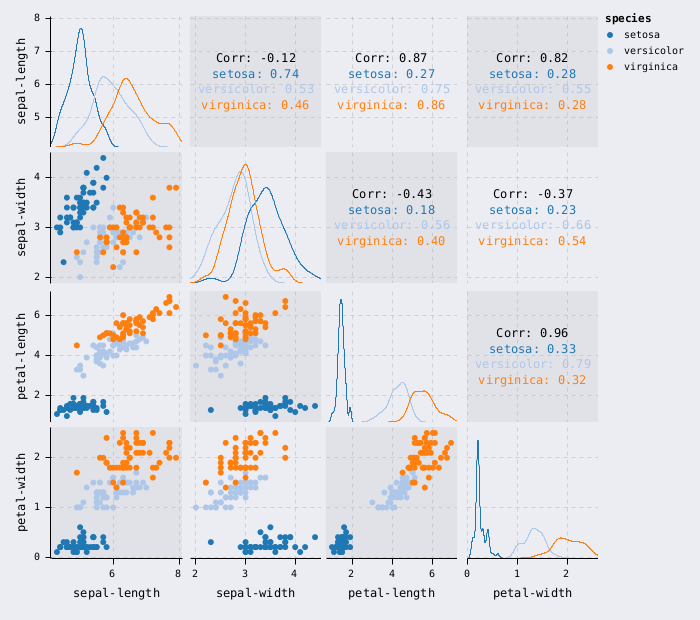 species
setosa
versicolor
virginica
8
7
6
5
sepal-length
Corr: -0.12
setosa: 0.74
versicolor: 0.53
virginica: 0.46
Corr: 0.87
setosa: 0.27
versicolor: 0.75
virginica: 0.86
Corr: 0.82
setosa: 0.28
versicolor: 0.55
virginica: 0.28
4
3
2
sepal-width
Corr: -0.43
setosa: 0.18
versicolor: 0.56
virginica: 0.40
Corr: -0.37
setosa: 0.23
versicolor: 0.66
virginica: 0.54
6
4
2
petal-length
Corr: 0.96
setosa: 0.33
versicolor: 0.79
virginica: 0.32
2
1
0
petal-width
6 8
2 3 4
2 4 6
0 1 2
sepal-length
sepal-width
petal-length
petal-width